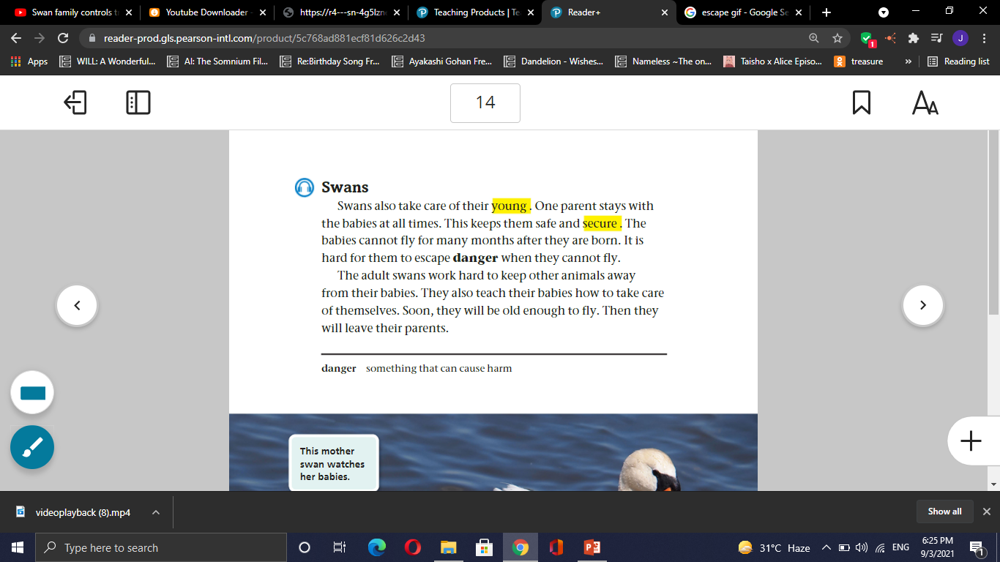 Swan family controls t
Youtube Downloader -
https://r4---sn-4g5lzne
Teaching Products | Te
Reader+
escape gif - Google Se
reader-prod.gls.pearson-intl.com/product/5c768ad881ecf81d626c2d43
1
J
Apps
WILL: A Wonderful...
AI: The Somnium Fil...
Re:Birthday Song Fr...
Ayakashi Gohan Fre...
Dandelion - Wishes...
Nameless ~The on...
Taisho x Alice Episo...
treasure
»
Reading list
14
AA
Swans
Swans also take care of their young . One parent stays with
the babies at all times. This keeps them safe and secure . The
babies cannot fly for many months after they are born. It is
hard for them to escape danger when they cannot fly.
The adult swans work hard to keep other animals away
from their babies. They also teach their babies how to take care
of themselves. Soon, they will be old enough to fly. Then they
will leave their parents.
danger something that can cause harm
This mother
swan watches
her babies.
videoplayback (8).mp4
Show all
Type here to search
31°C Haze
ENG
6:25 PM
9/3/2021
1